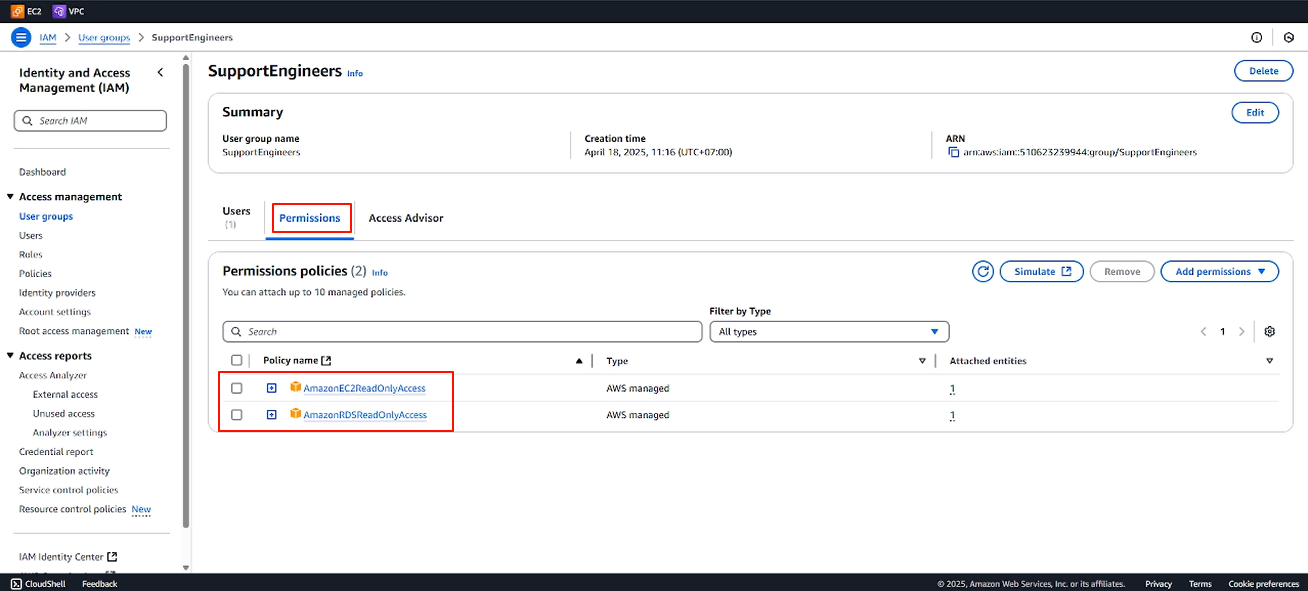 EC2 VPC
IAM > User groups > SupportEngineers
Identity and Access Management (IAM)
Search IAM
Dashboard
Access management
User groups
Users
Roles
Policies
Identity providers
Account settings
Root access management New
Access reports
Access Analyzer
External access
Unused access
Analyzer settings
Credential report
Organization activity
Service control policies
Resource control policies New
IAM Identity Center
SupportEngineers Info
Delete
Summary
Edit
User group name
SupportEngineers
Creation time
April 18, 2025, 11:16 (UTC+07:00)
ARN
arn:aws:iam::510623239944:group/SupportEngineers
Users (1)
Permissions
Access Advisor
Permissions policies (2) Info
Simulate
Remove
Add permissions
You can attach up to 10 managed policies.
Filter by Type
Search
All types
1
Policy name Type Attached entities
AmazonEC2ReadOnlyAccess AWS managed 1
AmazonRDSReadOnlyAccess AWS managed 1
CloudShell Feedback © 2025, Amazon Web Services, Inc. or its affiliates. Privacy Terms Cookie preferences